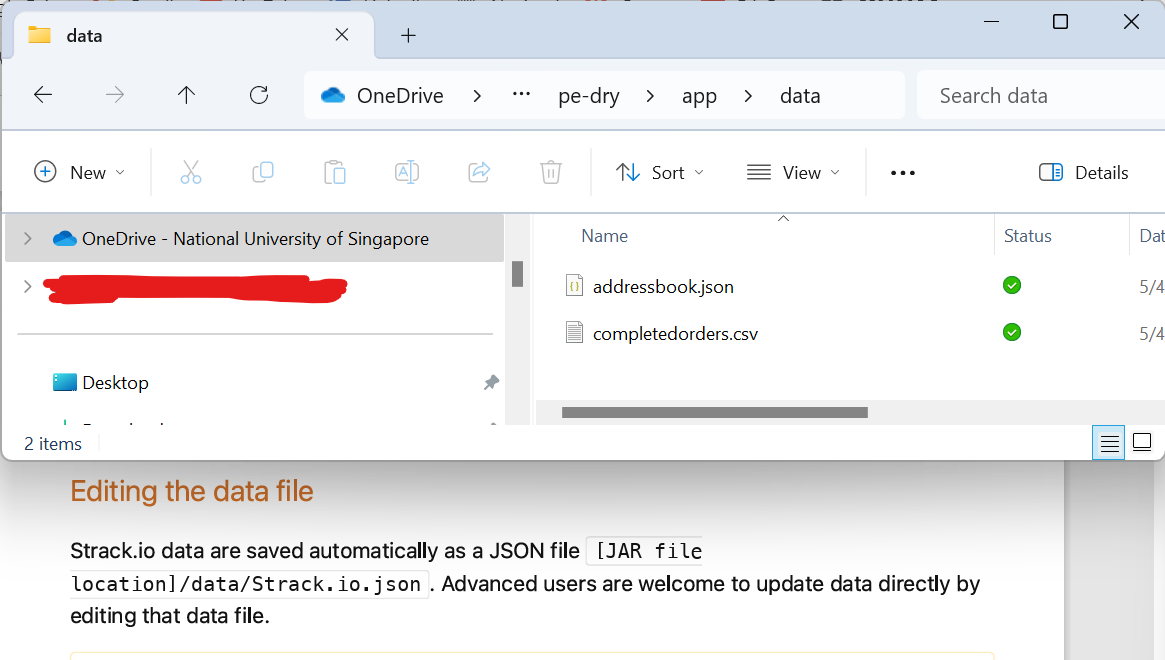 data
OneDrive > ... pe-dry > app > data
Search data
New
Sort
View
Details
OneDrive - National University of Singapore
Name
Status
Dat
addressbook.json
5/4
completedorders.csv
5/4
Desktop
2 items
Editing the data file
Strack.io data are saved automatically as a JSON file [JAR file
location]/data/Strack.io.json . Advanced users are welcome to update data directly by
editing that data file.